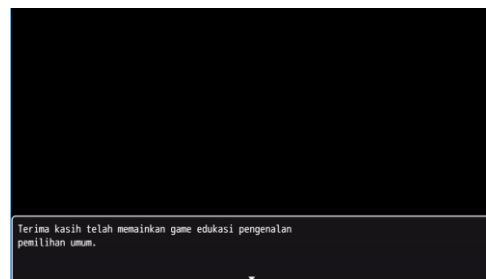 Terima kasih telah memainkan game edukasi pengenalan
pemilihan umum.